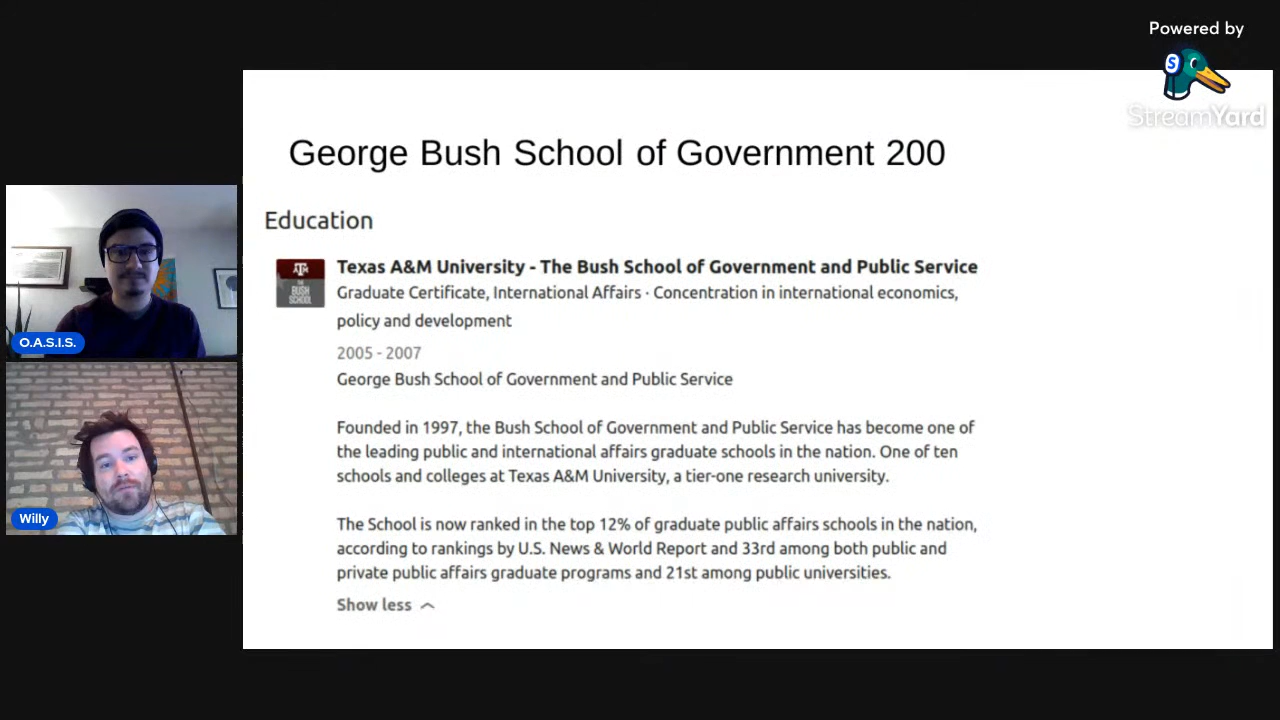 Powered by
StreamYard
George Bush School of Government 200
Education
Texas A&M University - The Bush School of Government and Public Service
Graduate Certificate, International Affairs · Concentration in international economics,
policy and development
2005 - 2007
George Bush School of Government and Public Service
Founded in 1997, the Bush School of Government and Public Service has become one of
the leading public and international affairs graduate schools in the nation. One of ten
schools and colleges at Texas A&M University, a tier-one research university.
The School is now ranked in the top 12% of graduate public affairs schools in the nation,
according to rankings by U.S. News & World Report and 33rd among both public and
private public affairs graduate programs and 21st among public universities.
Show less
ATM
THE
BUSH
SCHOOL
S
O.A.S.I.S.
Willy